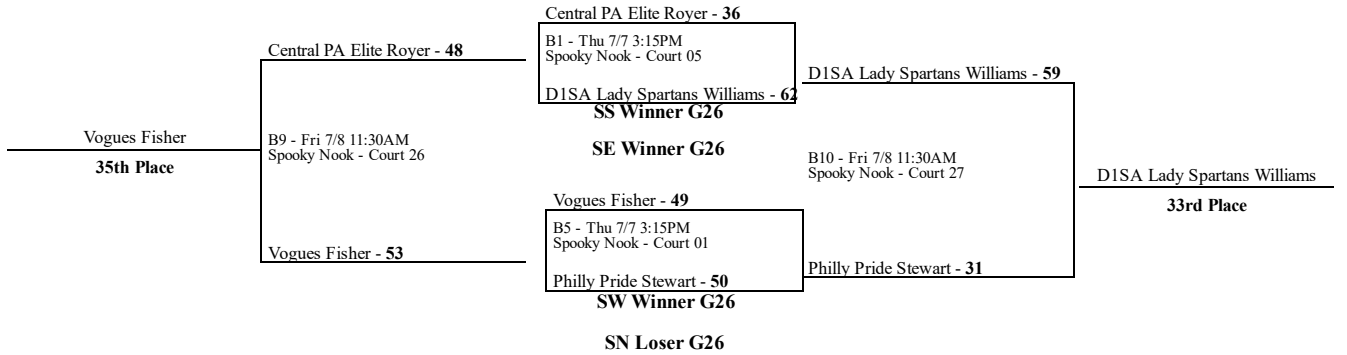 Central PA Elite Royer - 36
B1 - Thu 7/7 3:15PM
Spooky Nook - Court 05
Central PA Elite Royer - 48
D1SA Lady Spartans Williams - 59
D1SA Lady Spartans Williams - 62
SS Winner G26
Vogues Fisher
B9 - Fri 7/8 11:30AM
Spooky Nook - Court 26
SE Winner G26
B10 - Fri 7/8 11:30AM
Spooky Nook - Court 27
35th Place
D1SA Lady Spartans Williams
33rd Place
Vogues Fisher - 49
B5 - Thu 7/7 3:15PM
Spooky Nook - Court 01
Vogues Fisher - 53
Philly Pride Stewart - 31
Philly Pride Stewart - 50
SW Winner G26
SN Loser G26